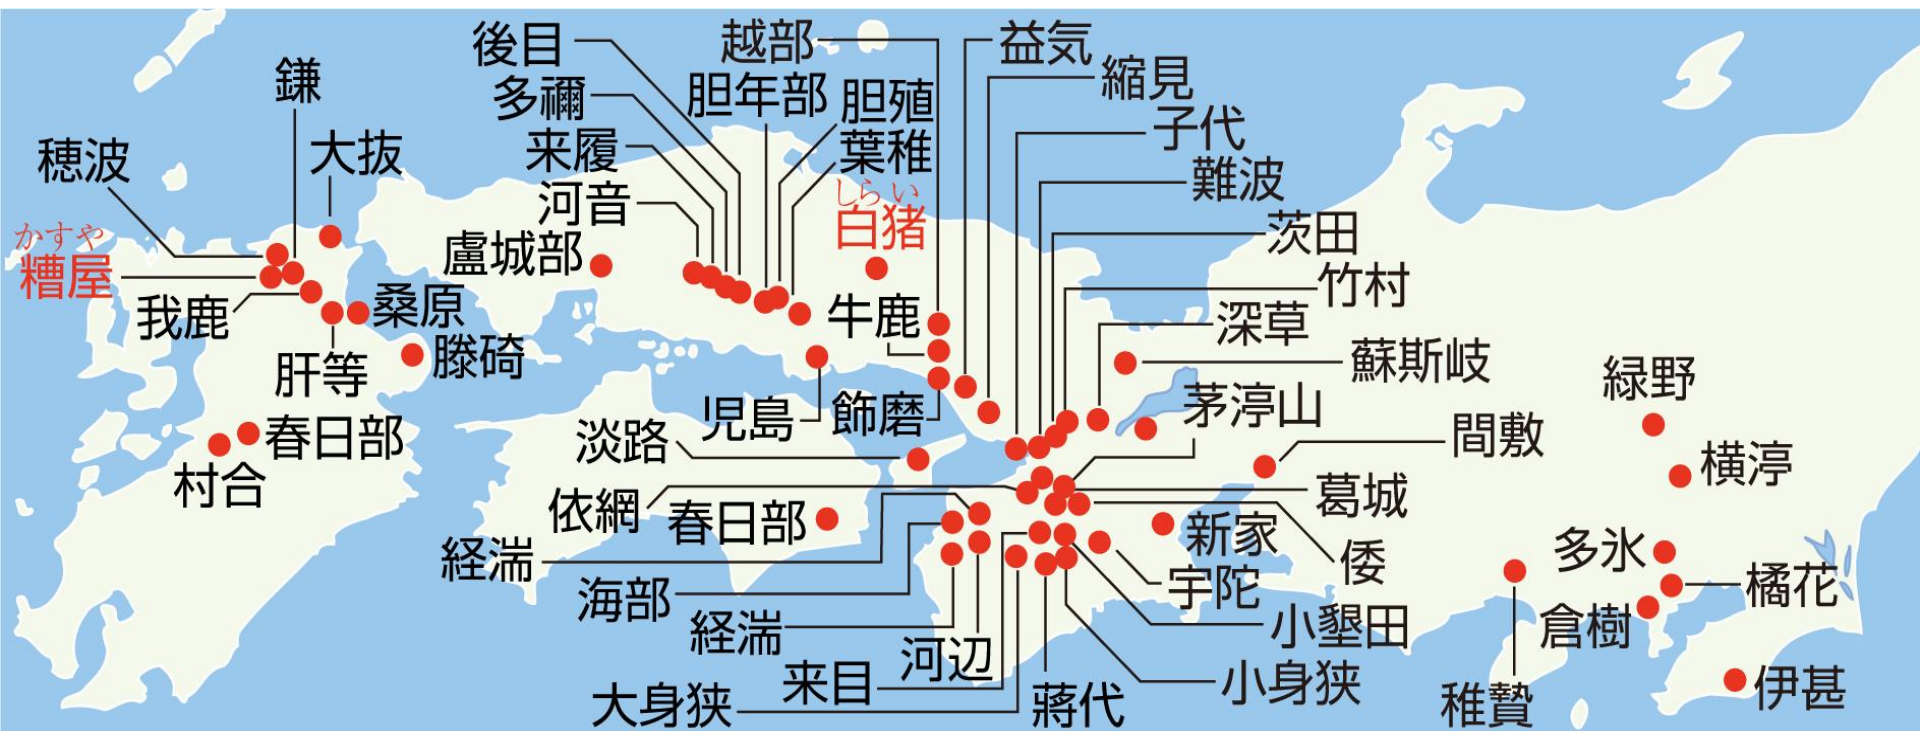 後目
越部
益気
鎌
多禰
胆年部
胆殖
縮見
穂波
大抜
来履
葉稚
子代
河音
しらい
白猪
難波
かすや
糟屋
盧城部
茨田
我鹿
桑原
牛鹿
竹村
肝等
滕碕
深草
蘇斯岐
児島
飾磨
茅渟山
緑野
春日部
淡路
間敷
横渟
村合
依網
春日部
葛城
経湍
新家
倭
多氷
海部
宇陀
橘花
経湍
河辺
小墾田
倉樹
来目
小身狭
大身狭
蔣代
稚贄
伊甚